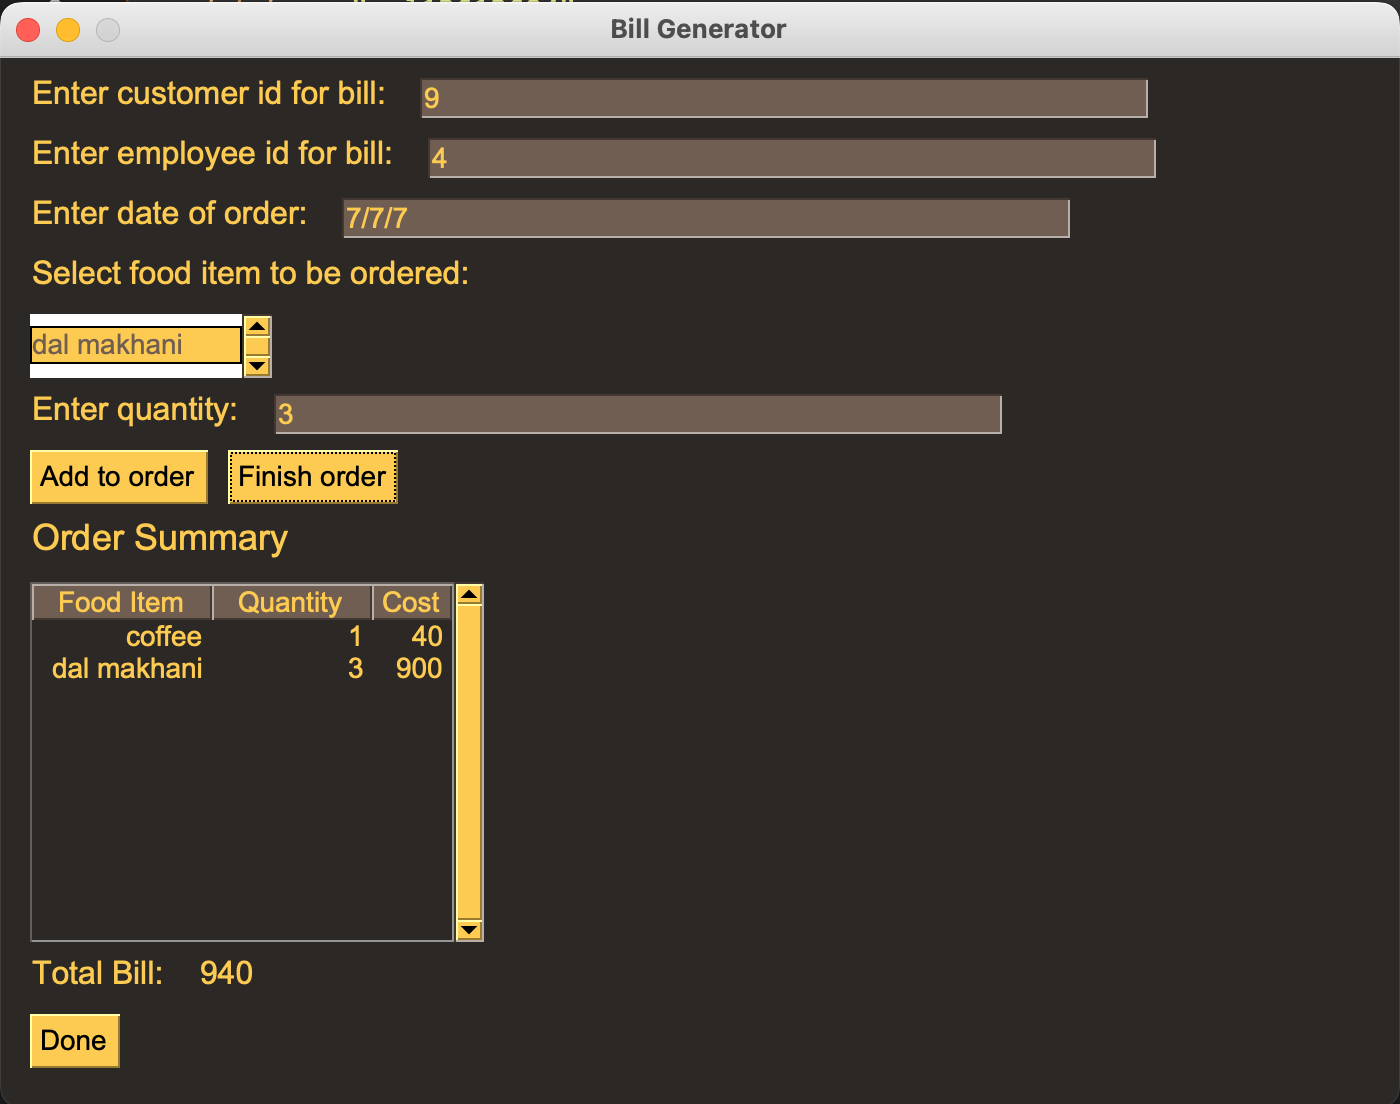 Bill Generator
Enter customer id for bill: 9
Enter employee id for bill: 4
Enter date of order: 7/7/7
Select food item to be ordered:
dal makhani
Enter quantity: 3
Add to order Finish order
Order Summary
Food Item Quantity Cost
coffee 1 40
dal makhani 3 900
Total Bill: 940
Done